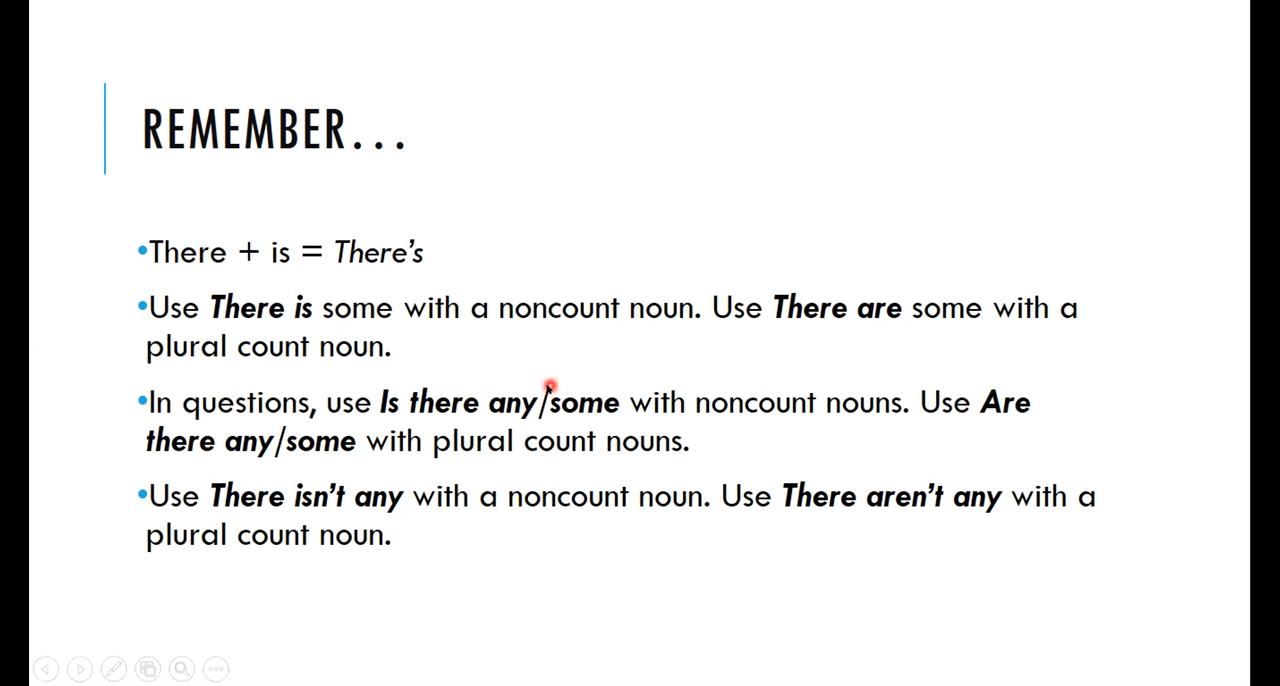 REMEMBER...
•There + is = There's
•Use There is some with a noncount noun. Use There are some with a
plural count noun.
•In questions, use Is there any/some with noncount nouns. Use Are
there any/some with plural count nouns.
•Use There isn't any with a noncount noun. Use There aren't any with a
plural count noun.